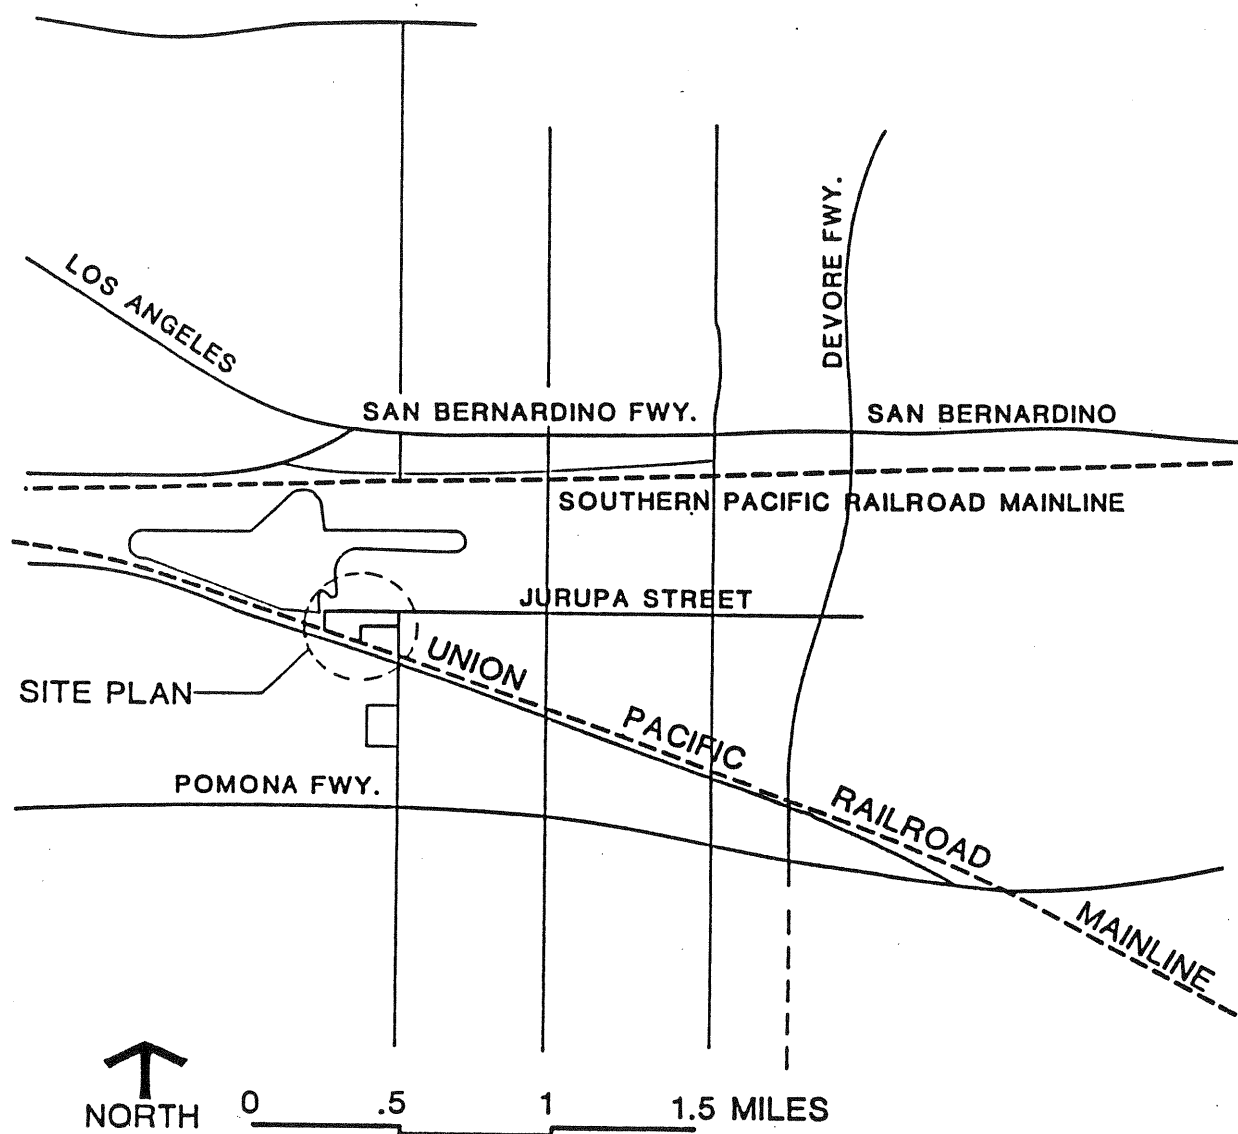 DEVORE FWY.
LOS ANGELES
SAN BERNARDINO FWY.
SAN BERNARDINO
SOUTHERN PACIFIC RAILROAD MAINLINE
JURUPA STREET
UNION PACIFIC RAILROAD MAINLINE
SITE PLAN
POMONA FWY.
NORTH
0 .5 1 1.5 MILES